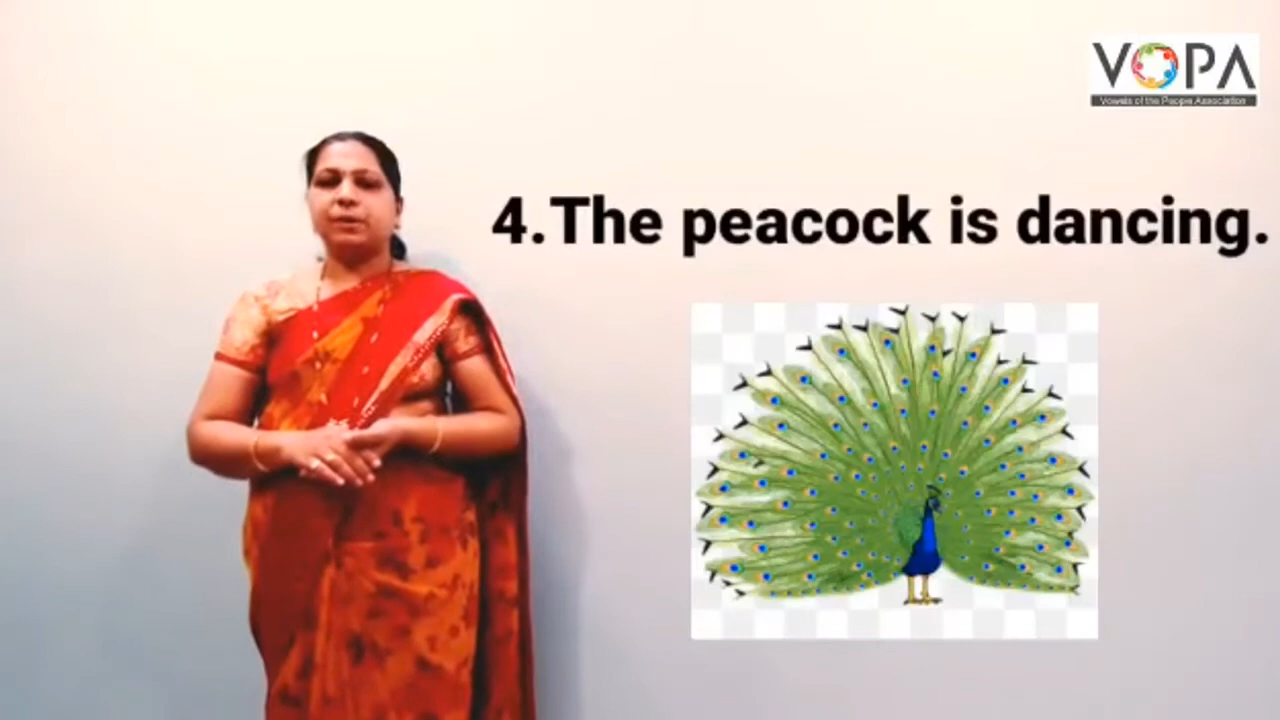 VOPA
Vowels of the People Association
4.The peacock is dancing.